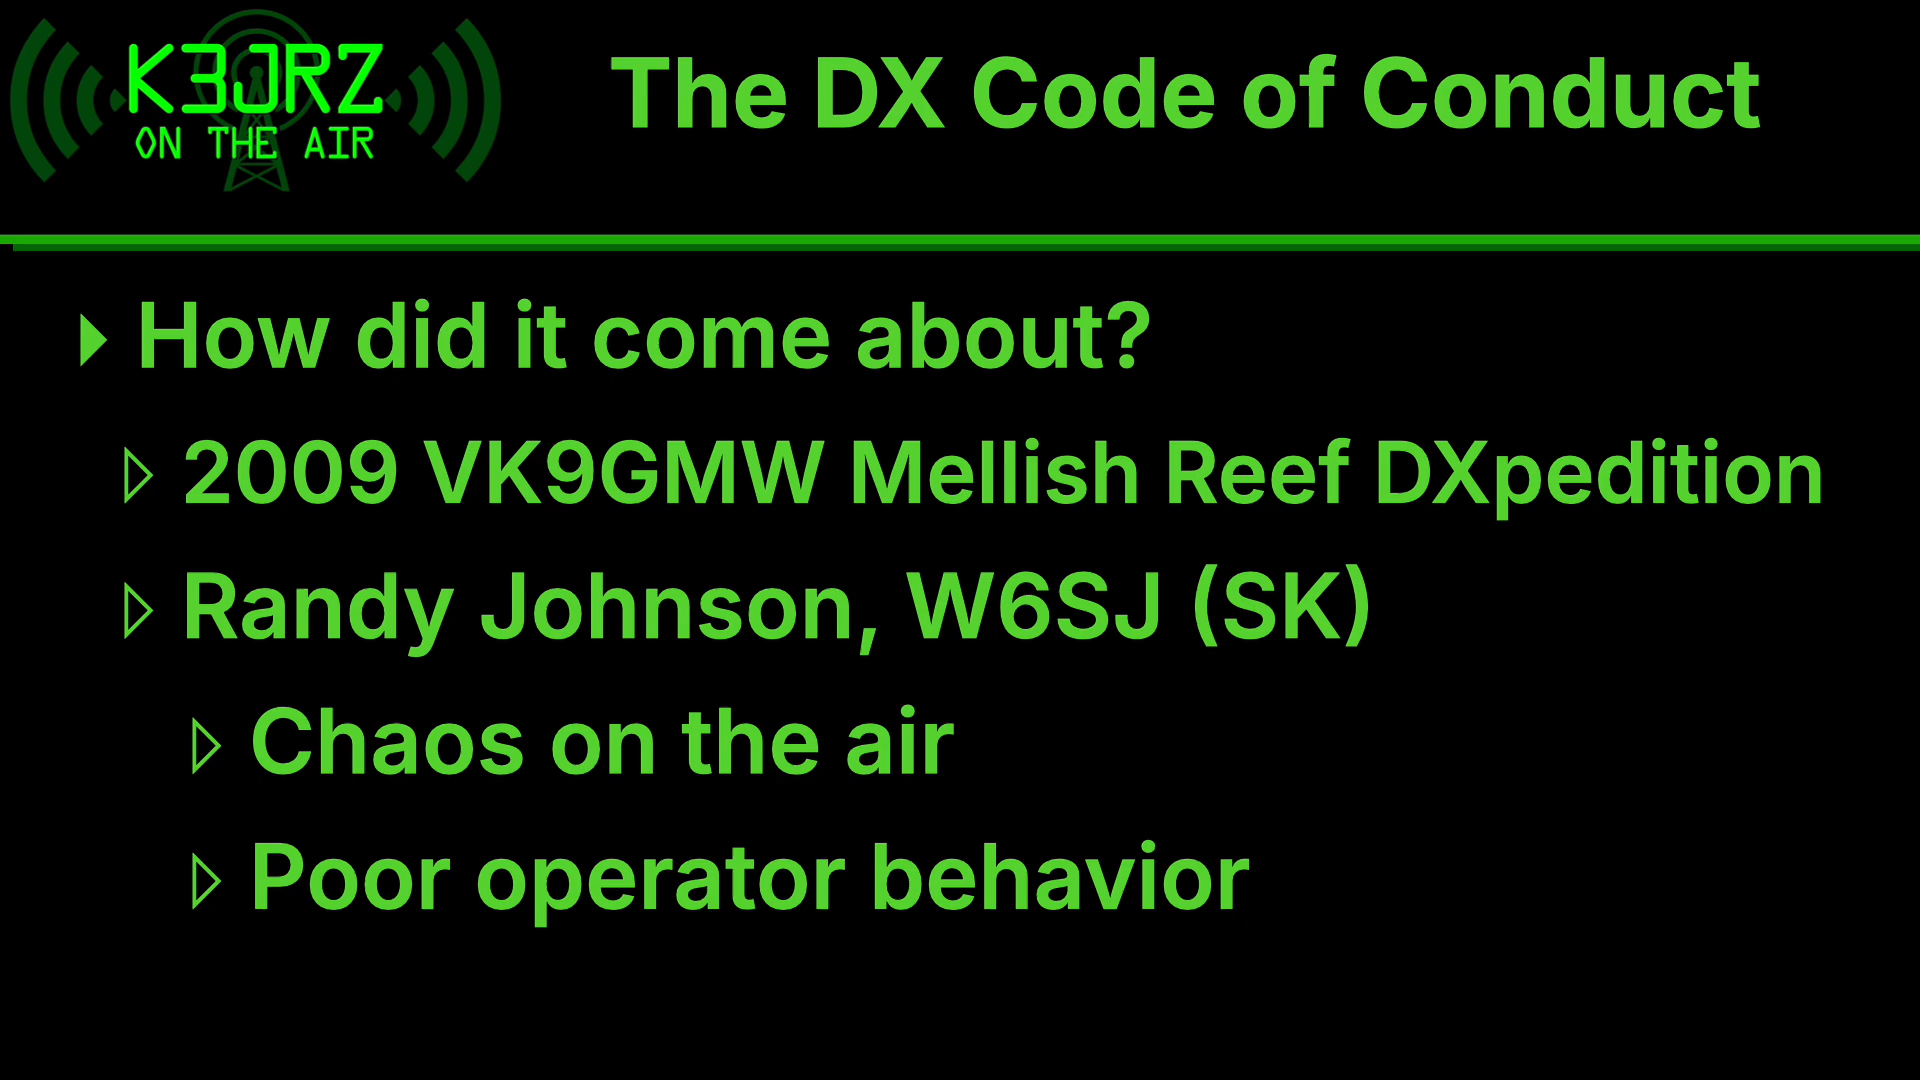 K3JRZ
ON THE AIR
The DX Code of Conduct
How did it come about?
2009 VK9GMW Mellish Reef DXpedition
Randy Johnson, W6SJ (SK)
Chaos on the air
Poor operator behavior